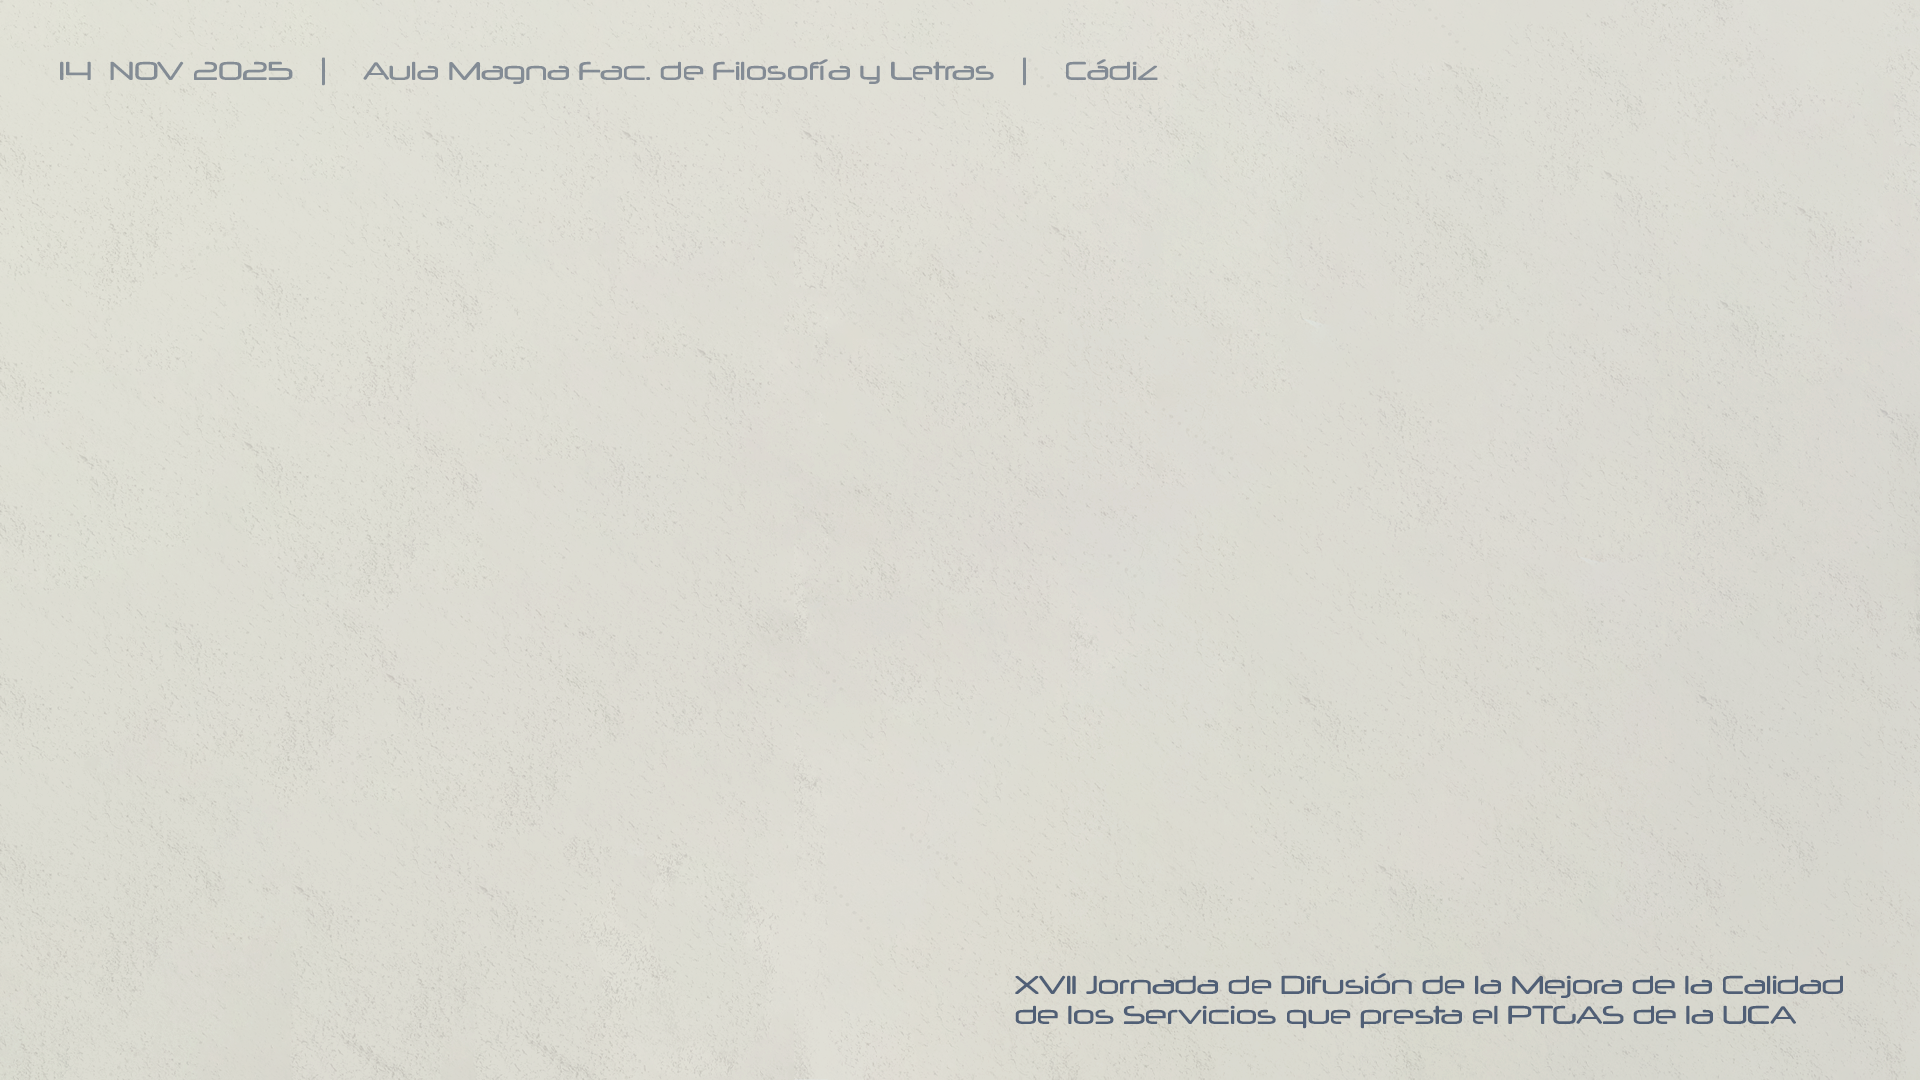 14 NOV 2025 | Aula Magna Fac. de Filosofía y Letras | Cádiz
XVII Jornada de Difusión de la Mejora de la Calidad
de los Servicios que presta el PTGAS de la UCA